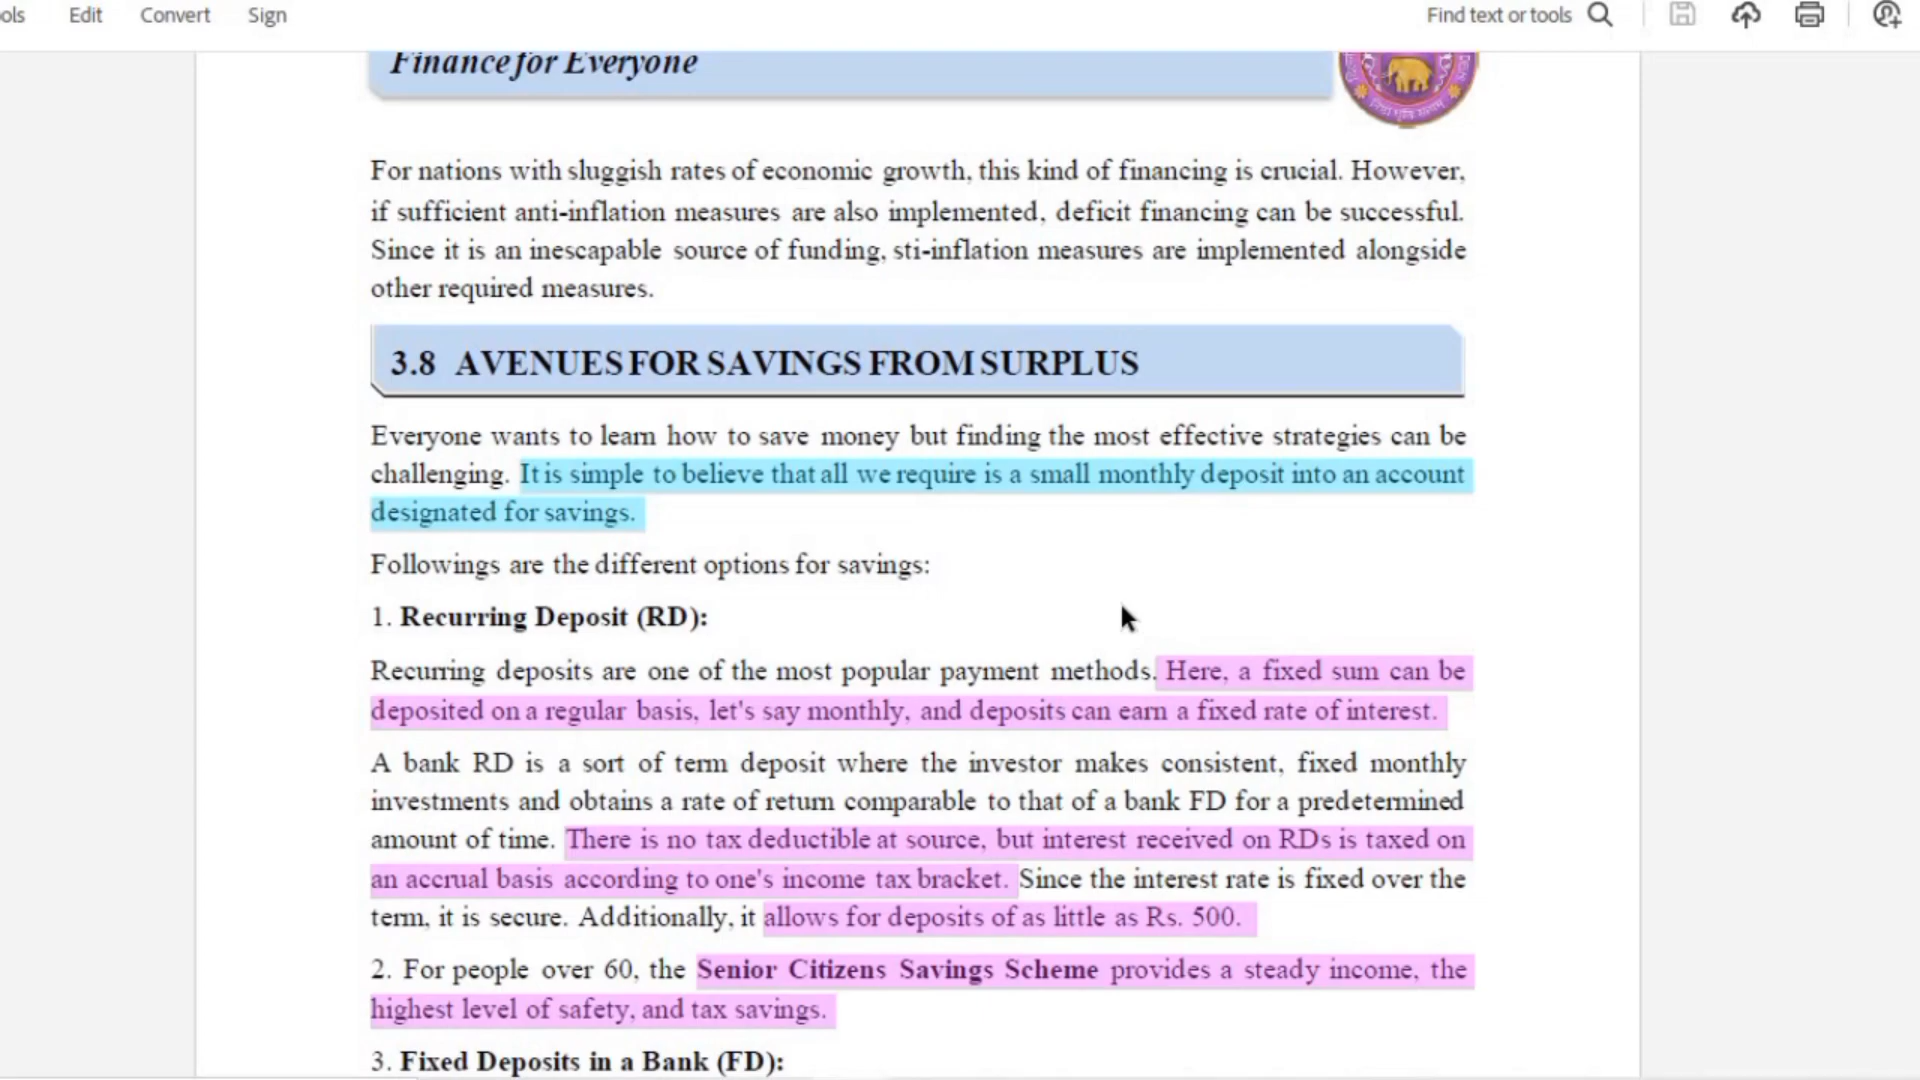 ols Edit Convert Sign Find text or tools
Finance for Everyone
For nations with sluggish rates of economic growth, this kind of financing is crucial. However,
if sufficient anti-inflation measures are also implemented, deficit financing can be successful.
Since it is an inescapable source of funding, sti-inflation measures are implemented alongside
other required measures.
3.8 AVENUES FOR SAVINGS FROM SURPLUS
Everyone wants to learn how to save money but finding the most effective strategies can be
challenging. It is simple to believe that all we require is a small monthly deposit into an account
designated for savings.
Followings are the different options for savings:
1. Recurring Deposit (RD):
Recurring deposits are one of the most popular payment methods. Here, a fixed sum can be
deposited on a regular basis, let's say monthly, and deposits can earn a fixed rate of interest.
A bank RD is a sort of term deposit where the investor makes consistent, fixed monthly
investments and obtains a rate of return comparable to that of a bank FD for a predetermined
amount of time. There is no tax deductible at source, but interest received on RDs is taxed on
an accrual basis according to one's income tax bracket. Since the interest rate is fixed over the
term, it is secure. Additionally, it allows for deposits of as little as Rs. 500.
2. For people over 60, the Senior Citizens Savings Scheme provides a steady income, the
highest level of safety, and tax savings.
3. Fixed Deposits in a Bank (FD):